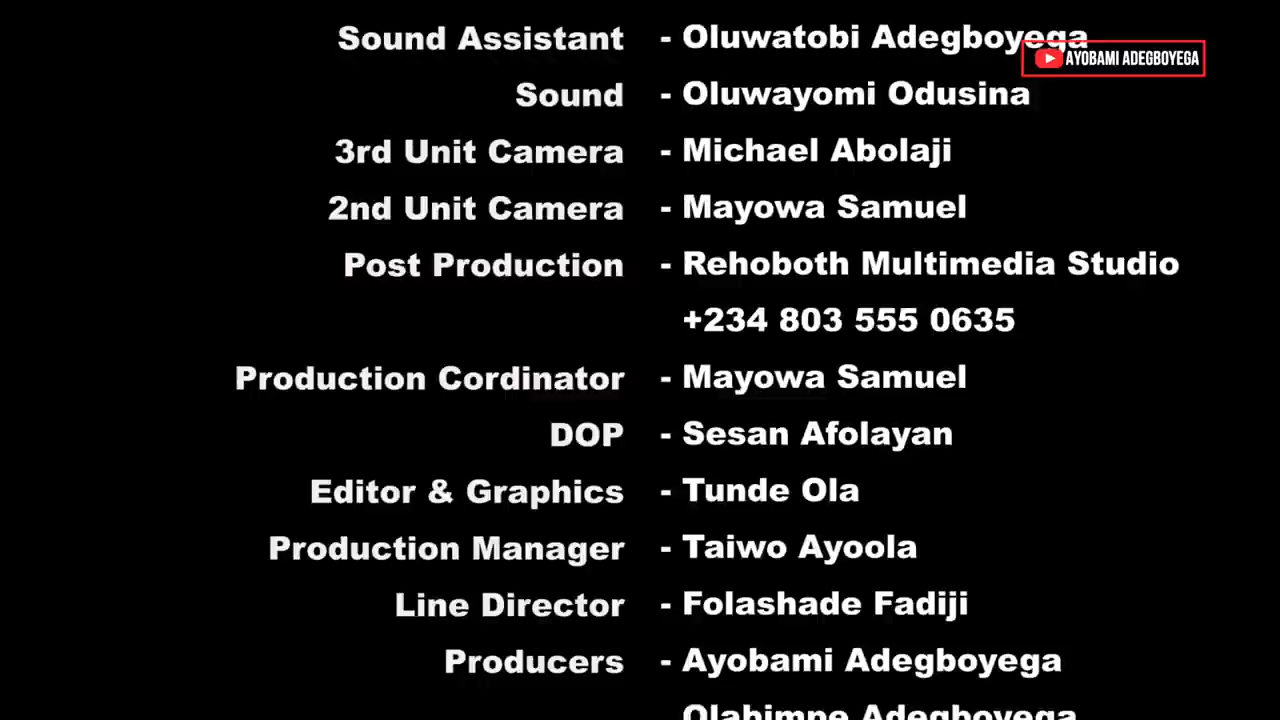 Sound Assistant - Oluwatobi Adegboyega
AYOBAMI ADEGBOYEGA
Sound - Oluwayomi Odusina
3rd Unit Camera - Michael Abolaji
2nd Unit Camera - Mayowa Samuel
Post Production - Rehoboth Multimedia Studio
+234 803 555 0635
Production Cordinator - Mayowa Samuel
DOP - Sesan Afolayan
Editor & Graphics - Tunde Ola
Production Manager - Taiwo Ayoola
Line Director - Folashade Fadiji
Producers - Ayobami Adegboyega
Olabimpe Adegboyega